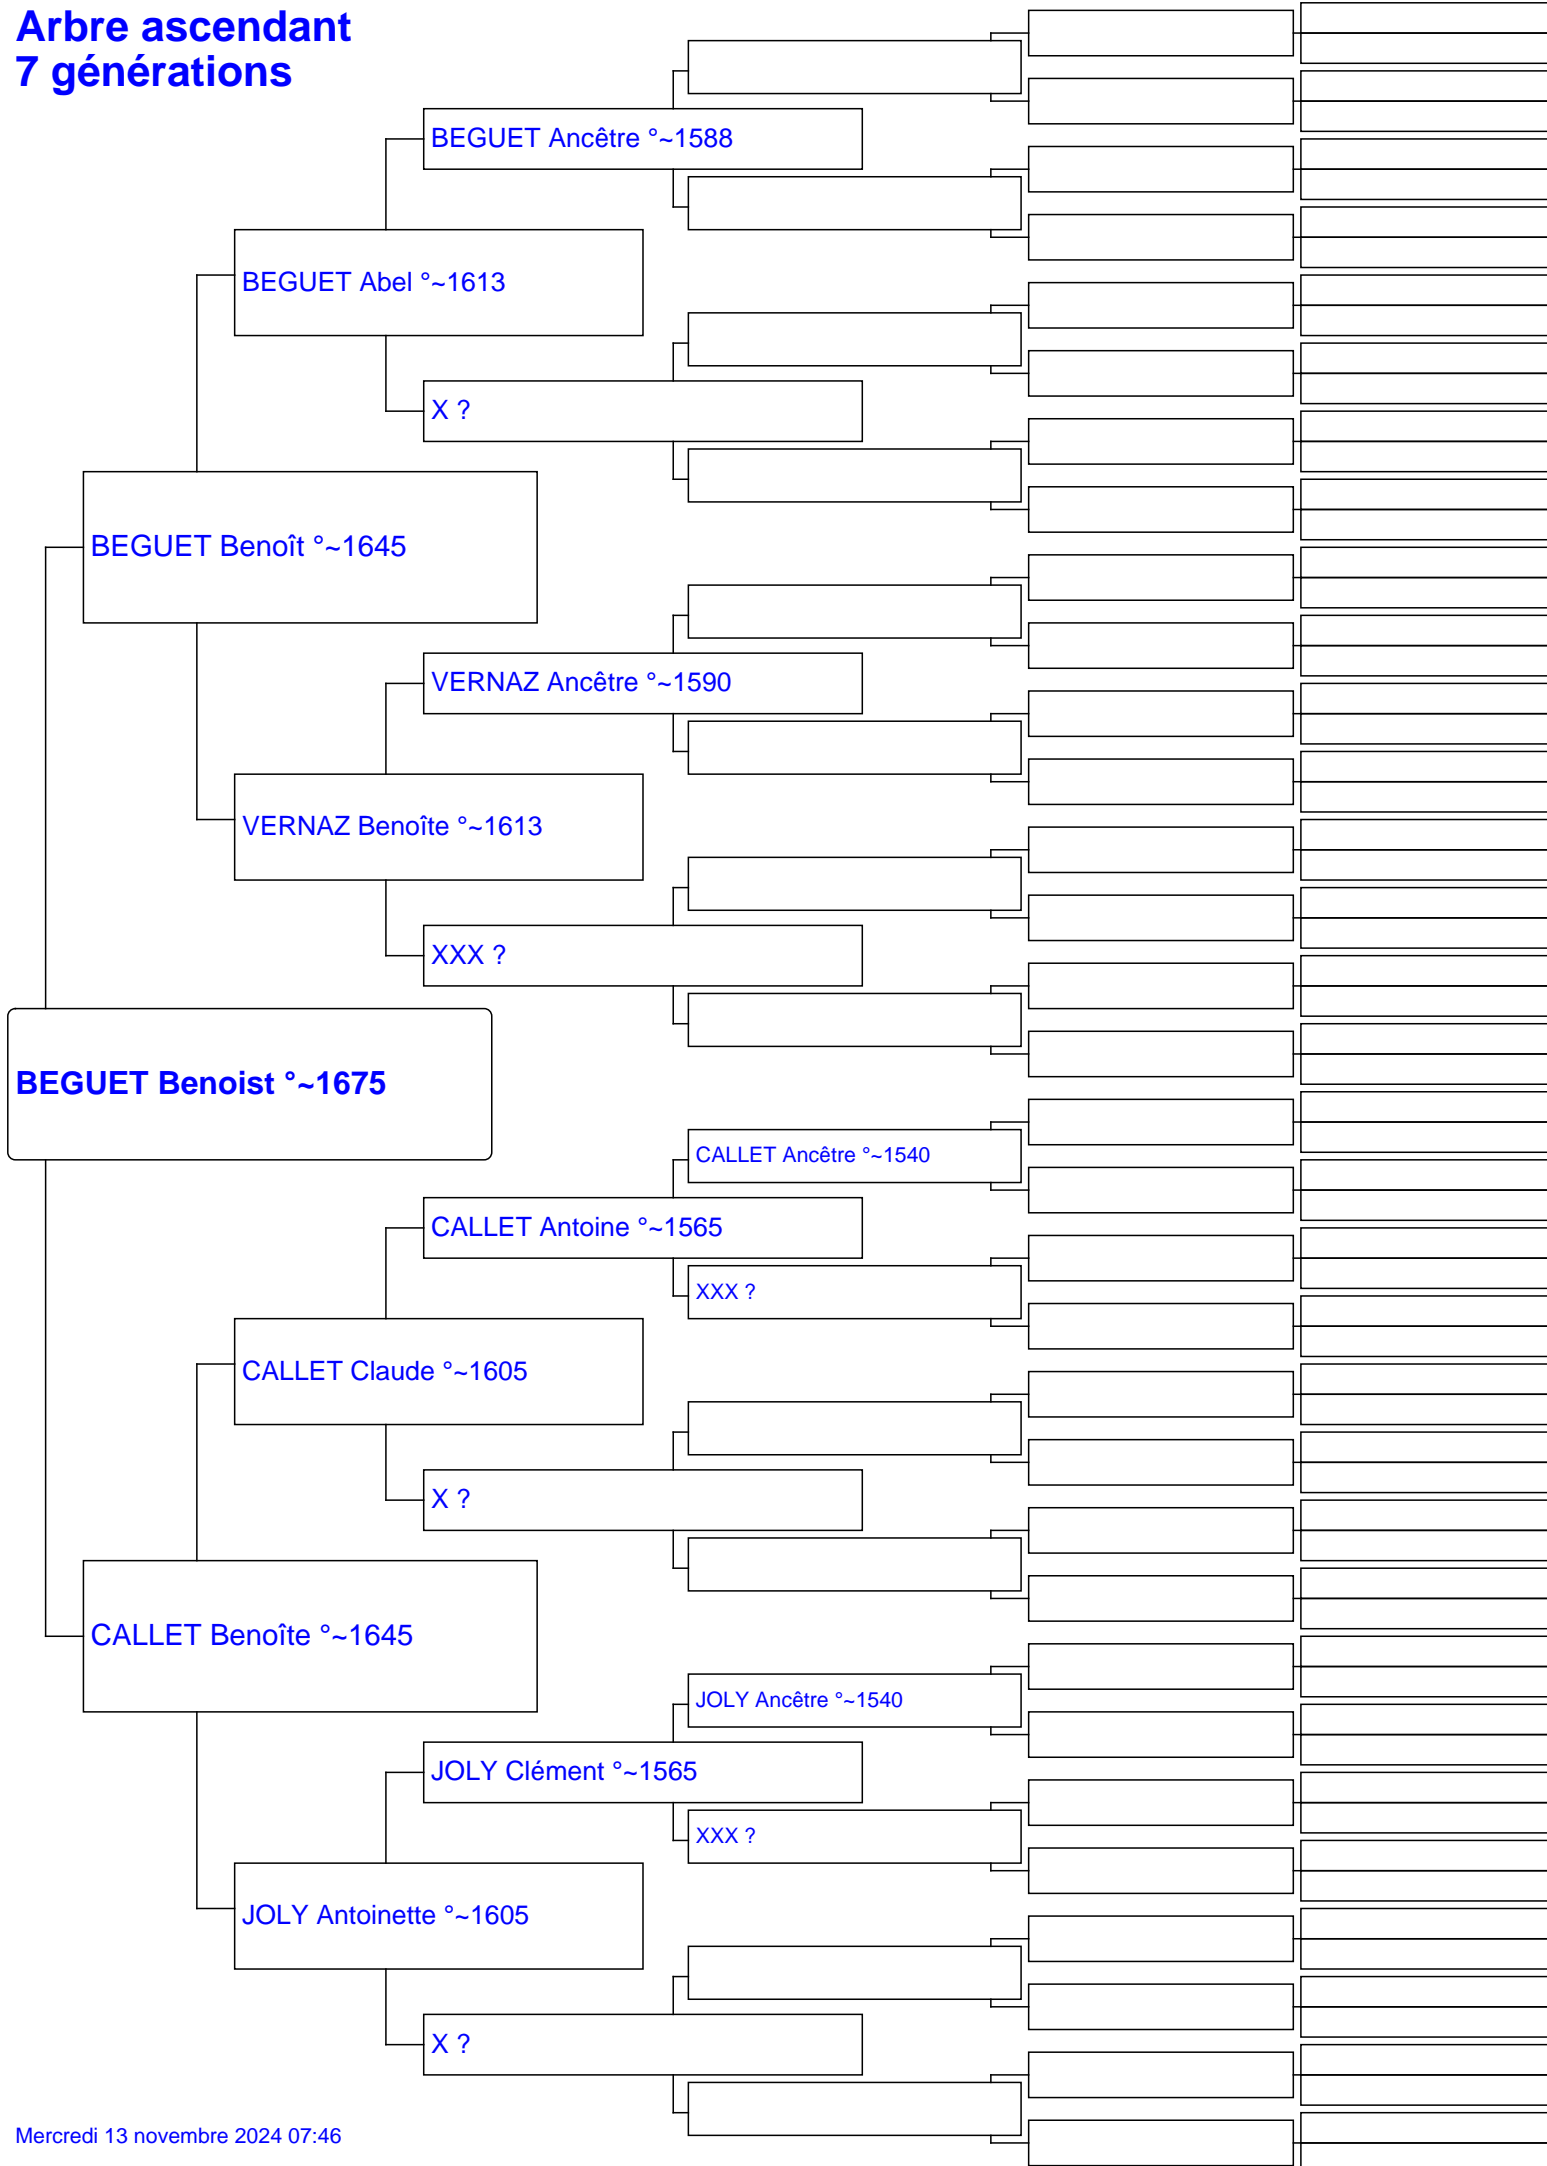 Arbre ascendant
7 générations
BEGUET Ancêtre °~1588
BEGUET Abel °~1613
X ?
BEGUET Benoît °~1645
VERNAZ Ancêtre °~1590
VERNAZ Benoîte °~1613
XXX ?
BEGUET Benoist °~1675
CALLET Ancêtre °~1540
CALLET Antoine °~1565
XXX ?
CALLET Claude °~1605
X ?
CALLET Benoîte °~1645
JOLY Ancêtre °~1540
JOLY Clément °~1565
XXX ?
JOLY Antoinette °~1605
X ?
Mercredi 13 novembre 2024 07:46